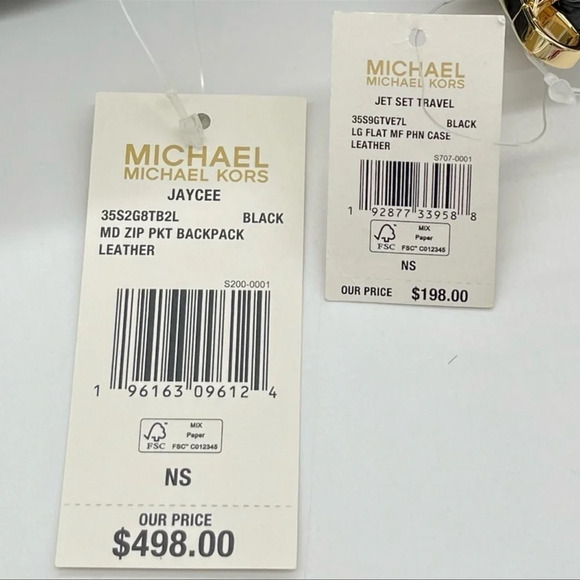 MICHAEL
MICHAEL KORS
JAYCEE
35S2G8TB2L BLACK
MD ZIP PKT BACKPACK
LEATHER
S200-0001
1 96163 09612 4
FSC
MIX
Paper
FSC™ C012345
NS
OUR PRICE
$498.00
MICHAEL
MICHAEL KORS
JET SET TRAVEL
35S9GTVE7L BLACK
LG FLAT MF PHN CASE
LEATHER
S707-0001
1 92877 33958 8
FSC
MIX
Paper
FSC™ C012345
NS
OUR PRICE $198.00